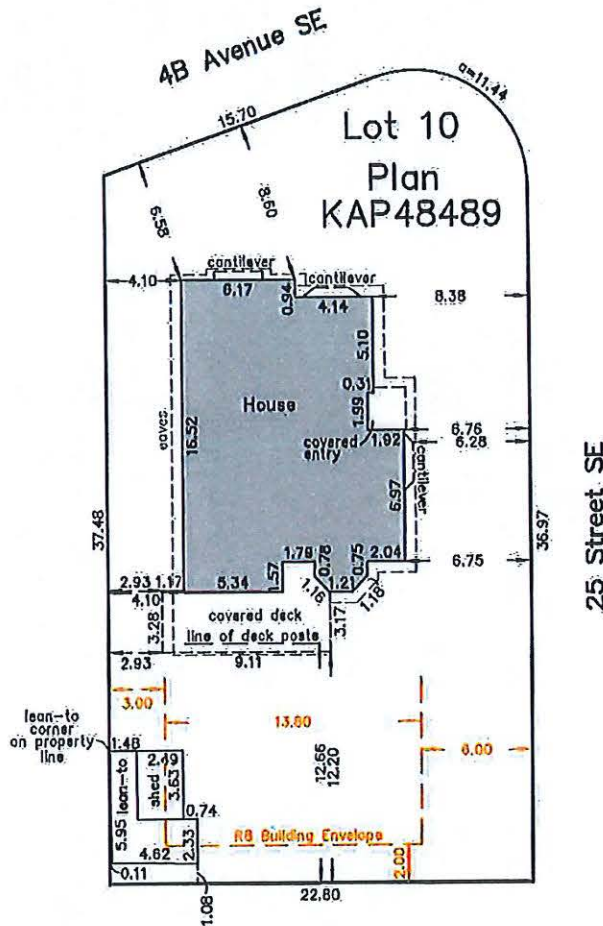 4B Avenue SE
a=11.44
15.70
Lot 10
Plan
KAP48489
6.58
8.60
cantilever
cantilever
4.10
6.17
0.94
4.14
8.38
5.10
0.31
House
1.99
eaves
16.52
covered
entry
1.92
6.76
6.28
cantilever
6.97
25 Street SE
37.48
36.97
1.79
0.78
0.75
2.04
6.75
2.93
1.17
5.34
1.57
1.16
1.21
1.18
4.10
3.28
covered deck
3.17
line of deck posts
2.93
9.11
3.00
13.80
6.00
lean-to
corner
on property
line
1.48
2.49
lean-to
shed
3.63
12.66
12.20
0.74
5.95
2.33
R8 Building Envelope
4.62
2.00
0.11
1.08
22.80